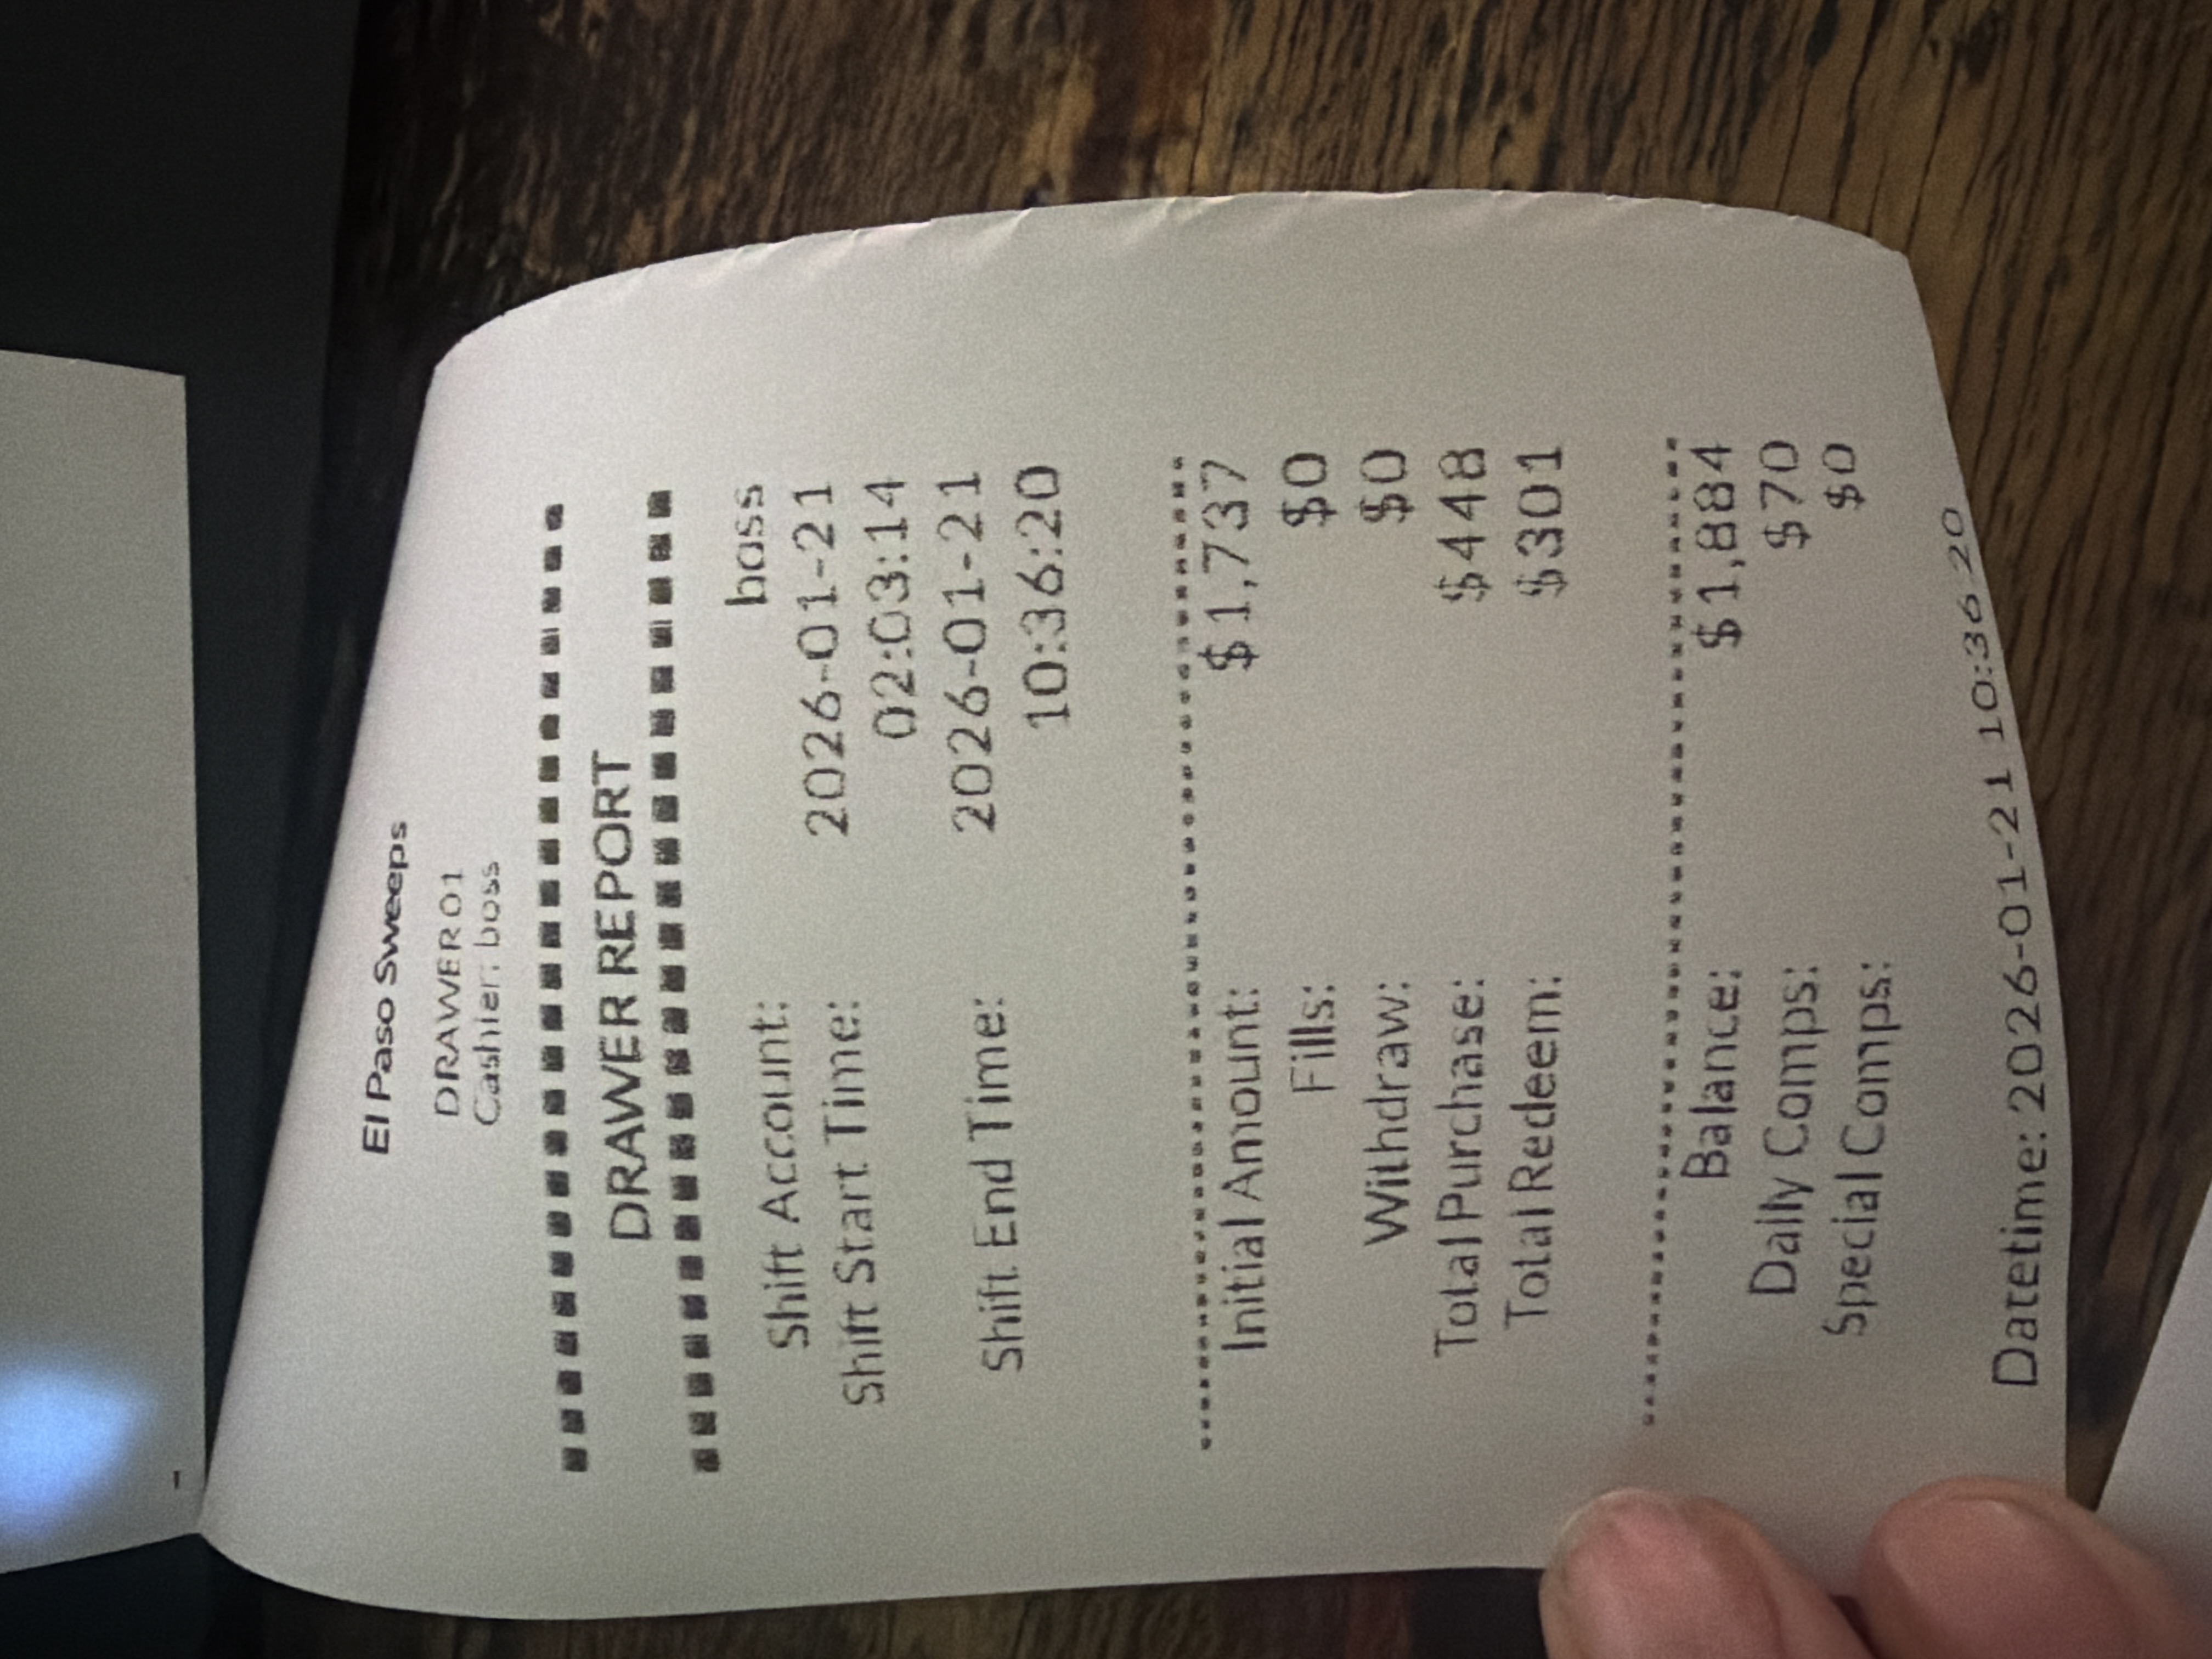 El Paso Sweeps
DRAWER 01
Cashier: boss
DRAWER REPORT
Shift Account: boss
Shift Start Time: 2026-01-21
02:03:14
Shift End Time: 2026-01-21
10:36:20
Initial Amount: $1,737
Fills: $0
Withdraw: $0
Total Purchase: $448
Total Redeem: $301
Balance: $1,884
Daily Comps: $70
Special Comps: $0
Datetime: 2026-01-21 10:36:20